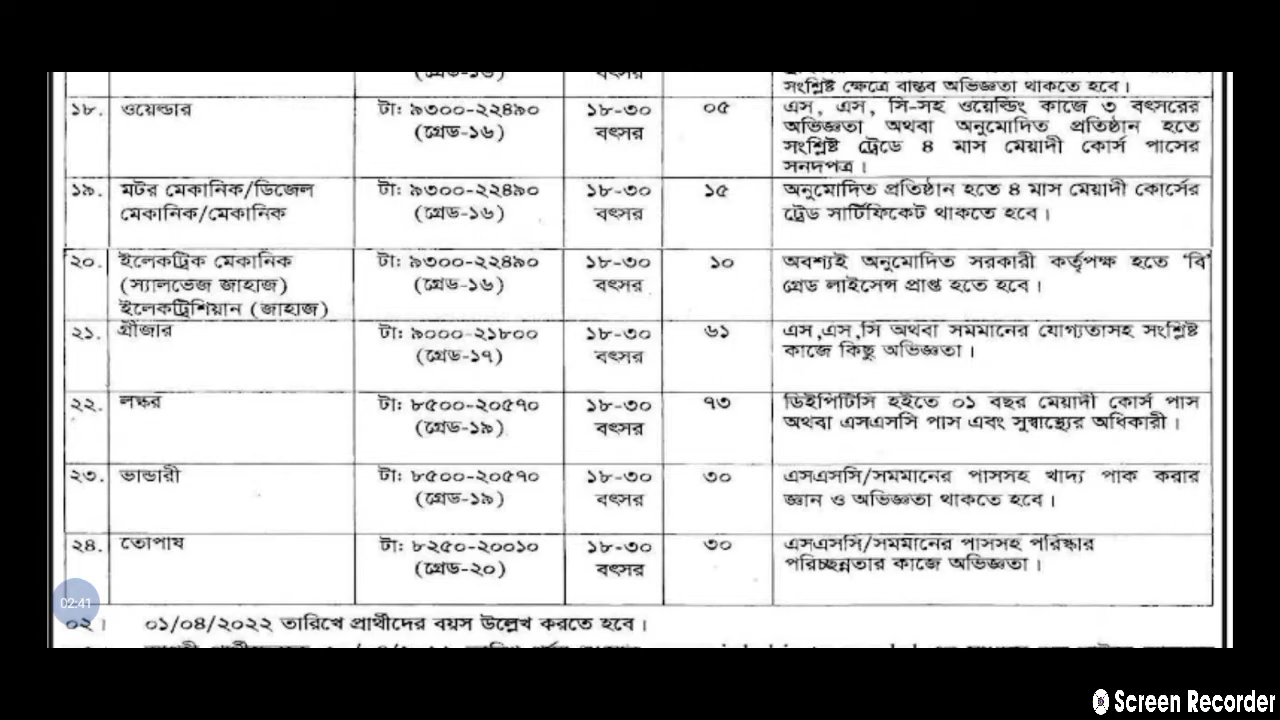 (গ্রেড-১৬) বৎসর সংশ্লিষ্ট ক্ষেত্রে বাস্তব অভিজ্ঞতা থাকতে হবে।
১৮. ওয়েল্ডার টা: ৯৩০০-২২৪৯০ ১৮-৩০ ০৫ এস, এস, সি-সহ ওয়েল্ডিং কাজে ৩ বৎসরের
(গ্রেড-১৬) বৎসর অভিজ্ঞতা অথবা অনুমোদিত প্রতিষ্ঠান হতে
সংশ্লিষ্ট ট্রেডে ৪ মাস মেয়াদী কোর্স পাসের
সনদপত্র।
১৯. মটর মেকানিক/ডিজেল টা: ৯৩০০-২২৪৯০ ১৮-৩০ ১৫ অনুমোদিত প্রতিষ্ঠান হতে ৪ মাস মেয়াদী কোর্সের
মেকানিক/মেকানিক (গ্রেড-১৬) বৎসর ট্রেড সার্টিফিকেট থাকতে হবে।
২০. ইলেকট্রিক মেকানিক টা: ৯৩০০-২২৪৯০ ১৮-৩০ ১০ অবশ্যই অনুমোদিত সরকারী কর্তৃপক্ষ হতে ‘বি’
(স্যালভেজ জাহাজ) (গ্রেড-১৬) বৎসর গ্রেড লাইসেন্স প্রাপ্ত হতে হবে।
ইলেকট্রিশিয়ান (জাহাজ)
২১. গ্রীজার টা: ৯০০০-২১৮০০ ১৮-৩০ ৬১ এস,এস,সি অথবা সমমানের যোগ্যতাসহ সংশ্লিষ্ট
(গ্রেড-১৭) বৎসর কাজে কিছু অভিজ্ঞতা।
২২. লস্কর টা: ৮৫০০-২০৫৭০ ১৮-৩০ ৭৩ ডিইপিটিসি হইতে ০১ বছর মেয়াদী কোর্স পাস
(গ্রেড-১৯) বৎসর অথবা এসএসসি পাস এবং সুস্বাস্থ্যের অধিকারী।
২৩. ভান্ডারী টা: ৮৫০০-২০৫৭০ ১৮-৩০ ৩০ এসএসসি/সমমানের পাসসহ খাদ্য পাক করার
(গ্রেড-১৯) বৎসর জ্ঞান ও অভিজ্ঞতা থাকতে হবে।
২৪. তোপাষ টা: ৮২৫০-২০০১০ ১৮-৩০ ৩০ এসএসসি/সমমানের পাসসহ পরিষ্কার
(গ্রেড-২০) বৎসর পরিচ্ছন্নতার কাজে অভিজ্ঞতা।
02:41
০২। ০১/০৪/২০২২ তারিখে প্রার্থীদের বয়স উল্লেখ করতে হবে।
Screen Recorder